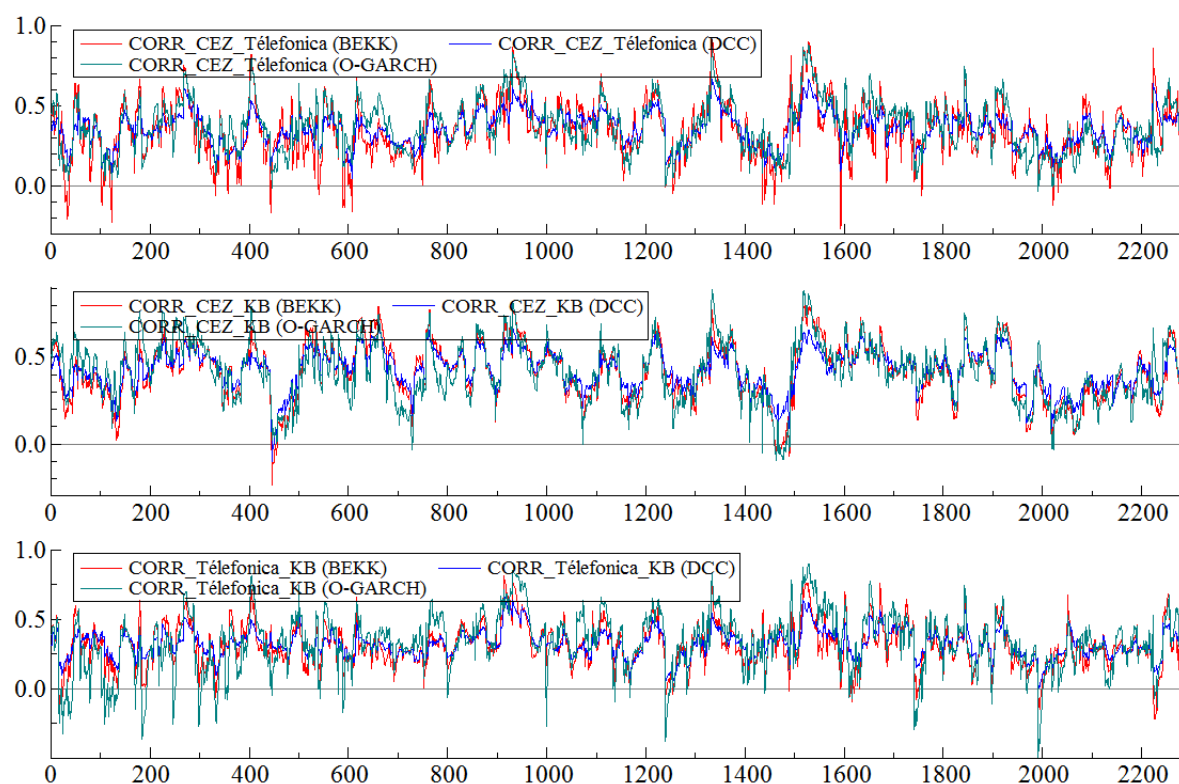 1.0
CORR_CEZ_Télefonica (BEKK) CORR_CEZ_Télefonica (DCC)
CORR_CEZ_Télefonica (O-GARCH)
0.5
0.0
0 200 400 600 800 1000 1200 1400 1600 1800 2000 2200
CORR_CEZ_KB (BEKK) CORR_CEZ_KB (DCC)
CORR_CEZ_KB (O-GARCH)
0.5
0.0
0 200 400 600 800 1000 1200 1400 1600 1800 2000 2200
1.0
CORR_Télefonica_KB (BEKK) CORR_Télefonica_KB (DCC)
CORR_Télefonica_KB (O-GARCH)
0.5
0.0
0 200 400 600 800 1000 1200 1400 1600 1800 2000 2200